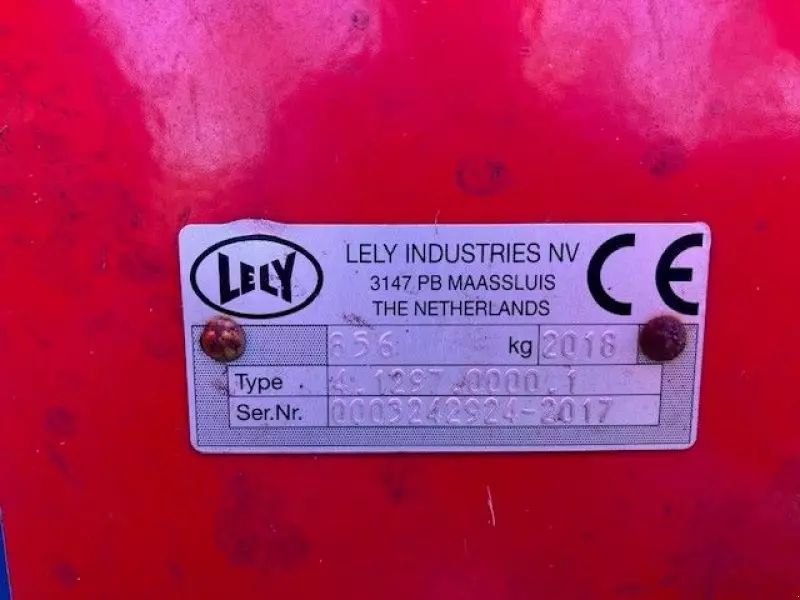 LELY
LELY INDUSTRIES NV
3147 PB MAASSLUIS
THE NETHERLANDS
CE
856 kg 2018
Type 4.1297.0000.1
Ser.Nr. 0003242924-2017